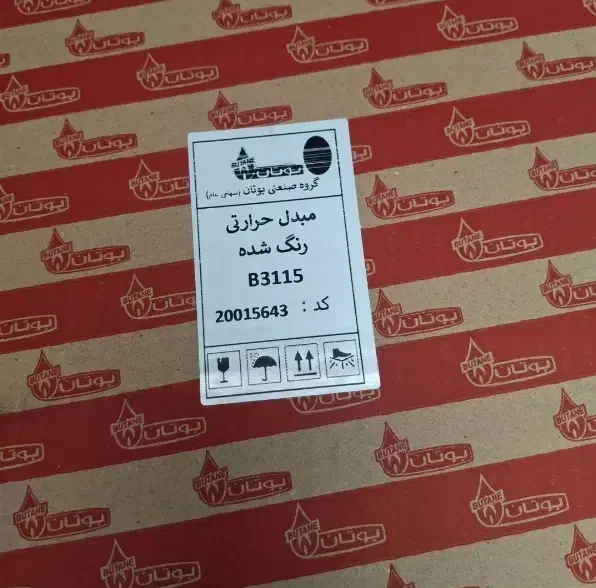 BUTANE
بوتان
گروه صنعتی بوتان (سهامی عام)
مبدل حرارتی
رنگ شده
B3115
کد : 20015643